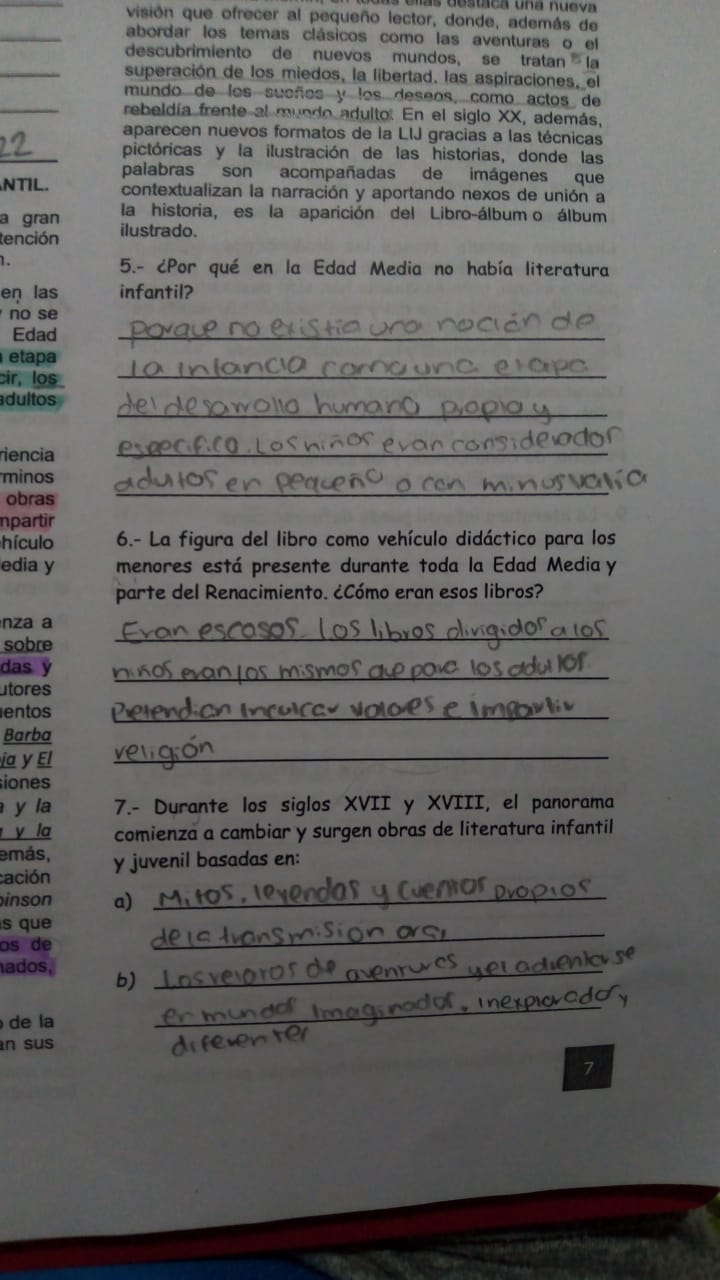 destaca una nueva
visión que ofrecer al pequeño lector, donde, además de
abordar los temas clásicos como las aventuras o el
descubrimiento de nuevos mundos, se tratan la
superación de los miedos, la libertad, las aspiraciones, el
mundo de los sueños y los deseos, como actos de
rebeldía frente al mundo adulto. En el siglo XX, además,
aparecen nuevos formatos de la LIJ gracias a las técnicas
pictóricas y la ilustración de las historias, donde las
palabras son acompañadas de imágenes que
contextualizan la narración y aportando nexos de unión a
la historia, es la aparición del Libro-álbum o álbum
ilustrado.
22
NTIL.
a gran
tención
en las
no se
Edad
etapa
cir, los
adultos
riencia
rminos
obras
mpartir
hículo
edia y
nza a
sobre
das y
utores
entos
Barba
ja y El
siones
a y la
a y la
emás,
cación
binson
s que
os de
nados,
de la
an sus
5.- ¿Por qué en la Edad Media no había literatura
infantil?
porque no existia una noción de
la infancia como una etapa
del desarrollo humano propia y
especifica. Los niños eran considerados
adultos en pequeño o con minusvalía
6.- La figura del libro como vehículo didáctico para los
menores está presente durante toda la Edad Media y
parte del Renacimiento. ¿Cómo eran esos libros?
Eran escasos. los libros dirigidos a los
niños eran los mismos que para los adultos
Pretendian inculcar valores e impartir
religión
7.- Durante los siglos XVII y XVIII, el panorama
comienza a cambiar y surgen obras de literatura infantil
y juvenil basadas en:
a) Mitos, leyendas y cuentos propios
de la transmisión oral
b) Los relatos de aventuras y el adientarse
en mundos imaginados, inexplorados y
diferentes
7